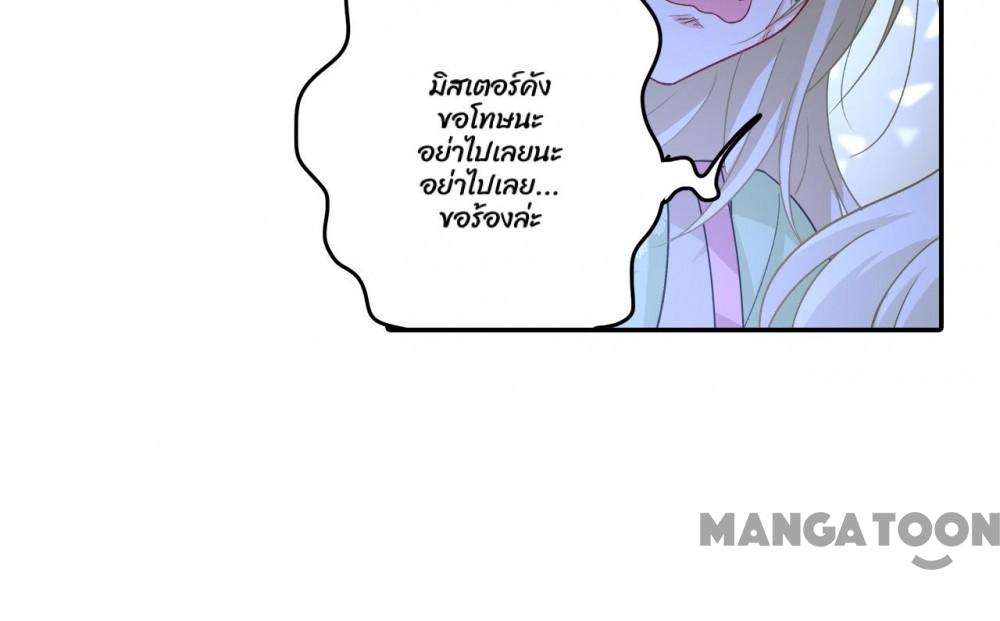 มิสเตอร์คัง
ขอโทษนะ
อย่าไปเลยนะ
อย่าไปเลย...
ขอร้องล่ะ
MANGATOON